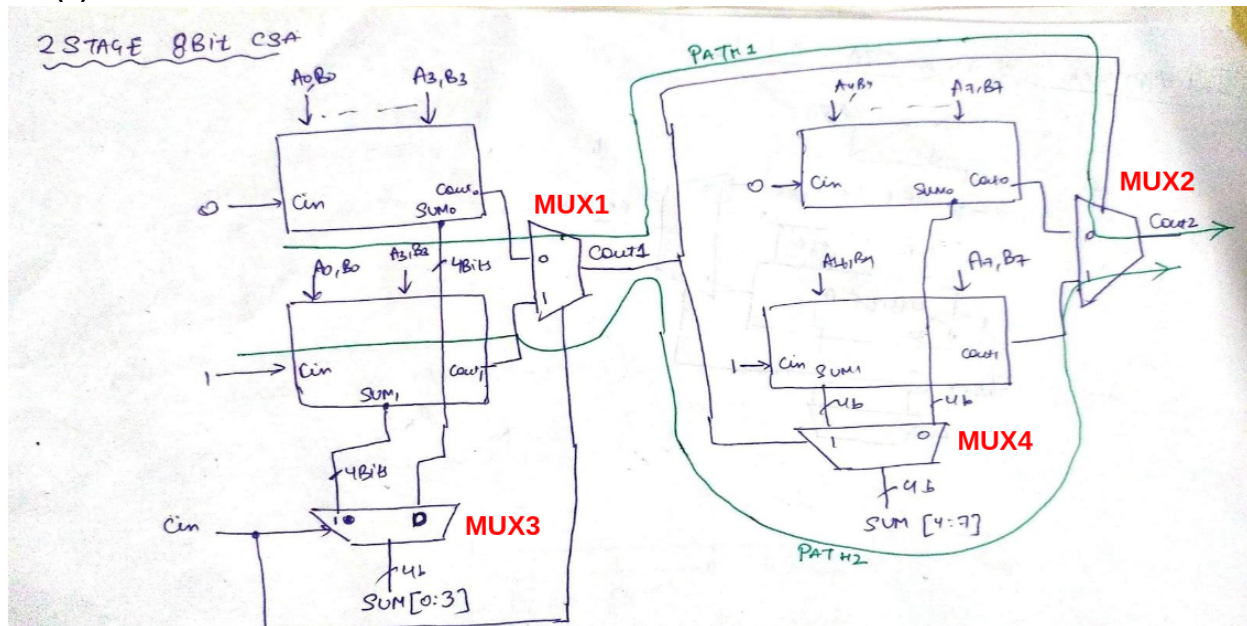 2 STAGE 8Bit CSA
PATH 1
A0,B0
A3,B3
A4,B4
A7,B7
0
Cin
Cout0
SUM0
MUX1
0
Cin
SUM0
Cout0
MUX2
0
Cout2
A0,B0
A3,B3
4Bits
0
Cout1
1
A4,B4
A7,B7
1
1
Cin
Cout1
SUM1
1
Cin
SUM1
Cout1
4b
4b
4Bits
1
0
MUX4
Cin
1
0
MUX3
4b
SUM [4:7]
4b
SUM[0:3]
PATH2